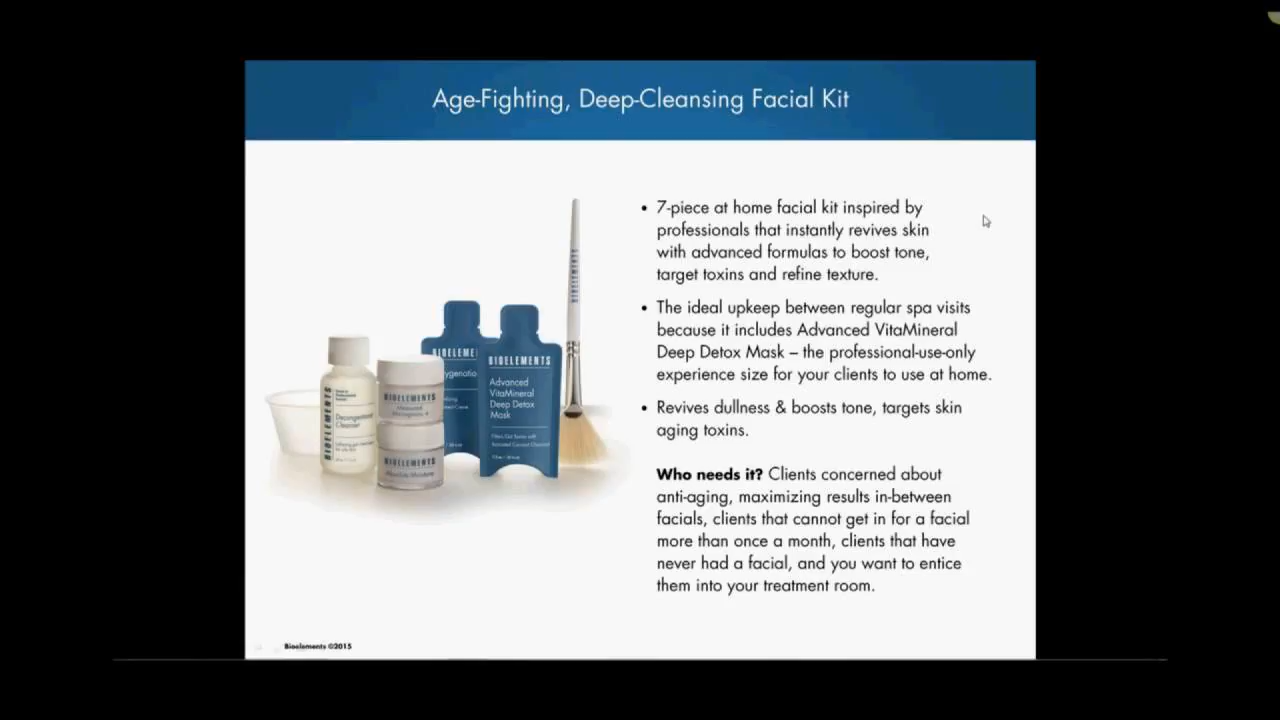 Age-Fighting, Deep-Cleansing Facial Kit
• 7-piece at home facial kit inspired by
professionals that instantly revives skin
with advanced formulas to boost tone,
target toxins and refine texture.
• The ideal upkeep between regular spa visits
because it includes Advanced VitaMineral
Deep Detox Mask – the professional-use-only
experience size for your clients to use at home.
• Revives dullness & boosts tone, targets skin
aging toxins.
Who needs it? Clients concerned about
anti-aging, maximizing results in-between
facials, clients that cannot get in for a facial
more than once a month, clients that have
never had a facial, and you want to entice
them into your treatment room.
BIOELEMENTS
BIOELEMENTS
Decongestant
Cleanser
BIOELEMENTS
Measured
Micrograins +
BIOELEMENTS
Absolute Moisture
BIOELEME
ygenatio
BIOELEMENTS
Advanced
VitaMineral
Deep Detox
Mask
Bioelements ©2015